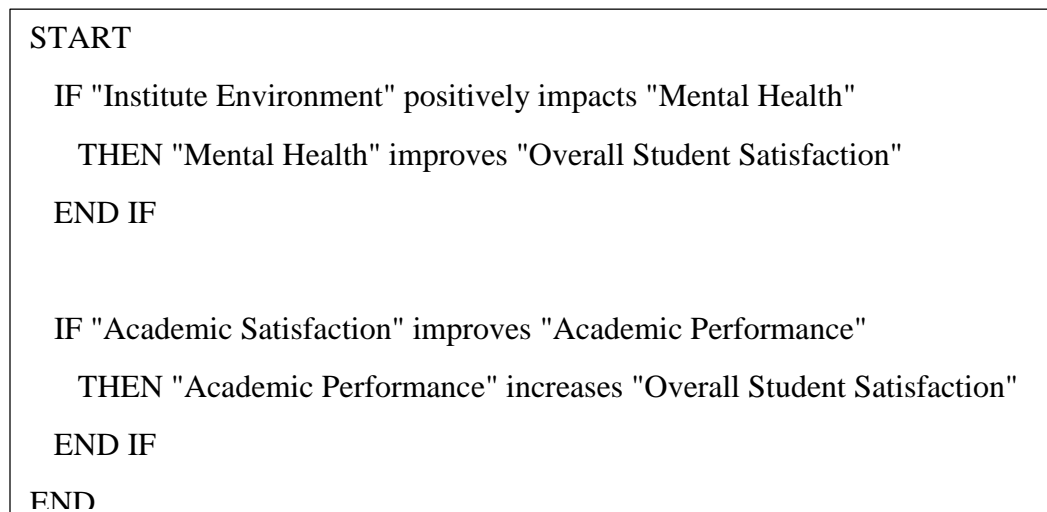 START
IF "Institute Environment" positively impacts "Mental Health"
THEN "Mental Health" improves "Overall Student Satisfaction"
END IF
IF "Academic Satisfaction" improves "Academic Performance"
THEN "Academic Performance" increases "Overall Student Satisfaction"
END IF
END